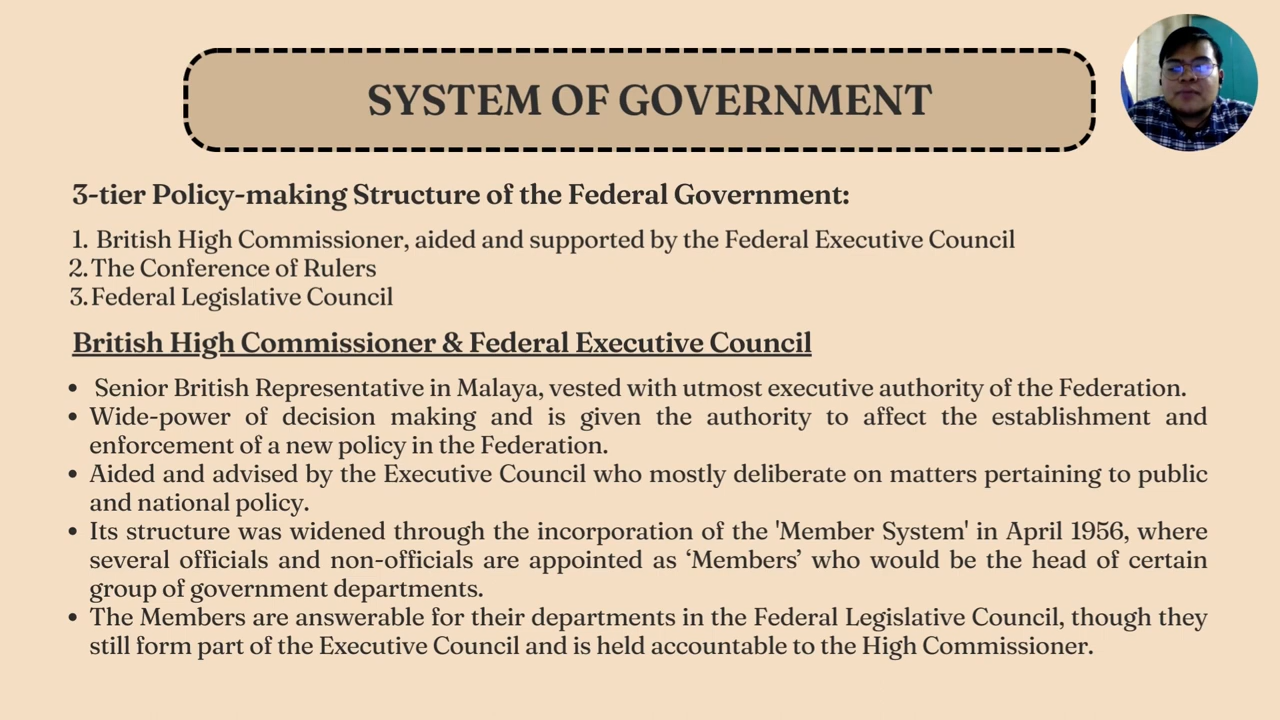 SYSTEM OF GOVERNMENT
3-tier Policy-making Structure of the Federal Government:
1. British High Commissioner, aided and supported by the Federal Executive Council
2. The Conference of Rulers
3. Federal Legislative Council
British High Commissioner & Federal Executive Council
• Senior British Representative in Malaya, vested with utmost executive authority of the Federation.
• Wide-power of decision making and is given the authority to affect the establishment and
enforcement of a new policy in the Federation.
• Aided and advised by the Executive Council who mostly deliberate on matters pertaining to public
and national policy.
• Its structure was widened through the incorporation of the 'Member System' in April 1956, where
several officials and non-officials are appointed as ‘Members’ who would be the head of certain
group of government departments.
• The Members are answerable for their departments in the Federal Legislative Council, though they
still form part of the Executive Council and is held accountable to the High Commissioner.